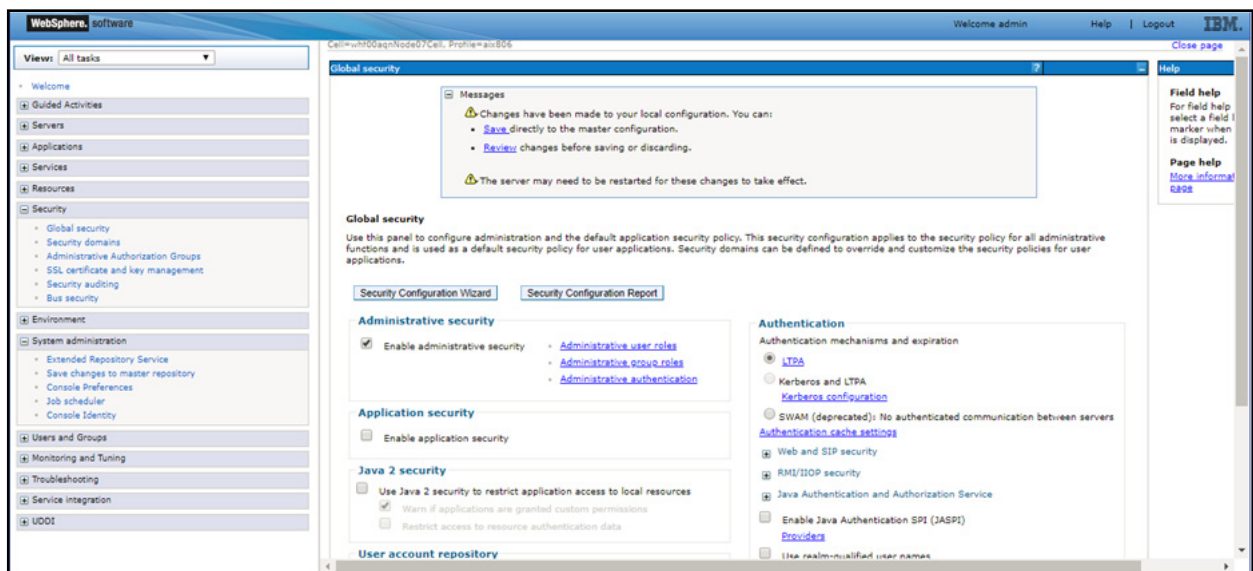 WebSphere. software
Welcome admin
Help | Logout
IBM.
View: All tasks
Welcome
Guided Activities
Servers
Applications
Services
Resources
Security
Global security
Security domains
Administrative Authorization Groups
SSL certificate and key management
Security auditing
Bus security
Environment
System administration
Extended Repository Service
Save changes to master repository
Console Preferences
Job scheduler
Console Identity
Users and Groups
Monitoring and Tuning
Troubleshooting
Service integration
UDDI
Cell=wht00aqnNode07Cell, Profile=aix806
Close page
Global security
?
Messages
Changes have been made to your local configuration. You can:
Save directly to the master configuration.
Review changes before saving or discarding.
The server may need to be restarted for these changes to take effect.
Global security
Use this panel to configure administration and the default application security policy. This security configuration applies to the security policy for all administrative
functions and is used as a default security policy for user applications. Security domains can be defined to override and customize the security policies for user
applications.
Security Configuration Wizard
Security Configuration Report
Administrative security
Enable administrative security
Administrative user roles
Administrative group roles
Administrative authentication
Application security
Enable application security
Java 2 security
Use Java 2 security to restrict application access to local resources
Warn if applications are granted custom permissions
Restrict access to resource authentication data
User account repository
Authentication
Authentication mechanisms and expiration
LTPA
Kerberos and LTPA
Kerberos configuration
SWAM (deprecated): No authenticated communication between servers
Authentication cache settings
Web and SIP security
RMI/IIOP security
Java Authentication and Authorization Service
Enable Java Authentication SPI (JASPI)
Providers
Use realm-qualified user names
Help
Field help
For field help
select a field l
marker when
is displayed.
Page help
More informat
page